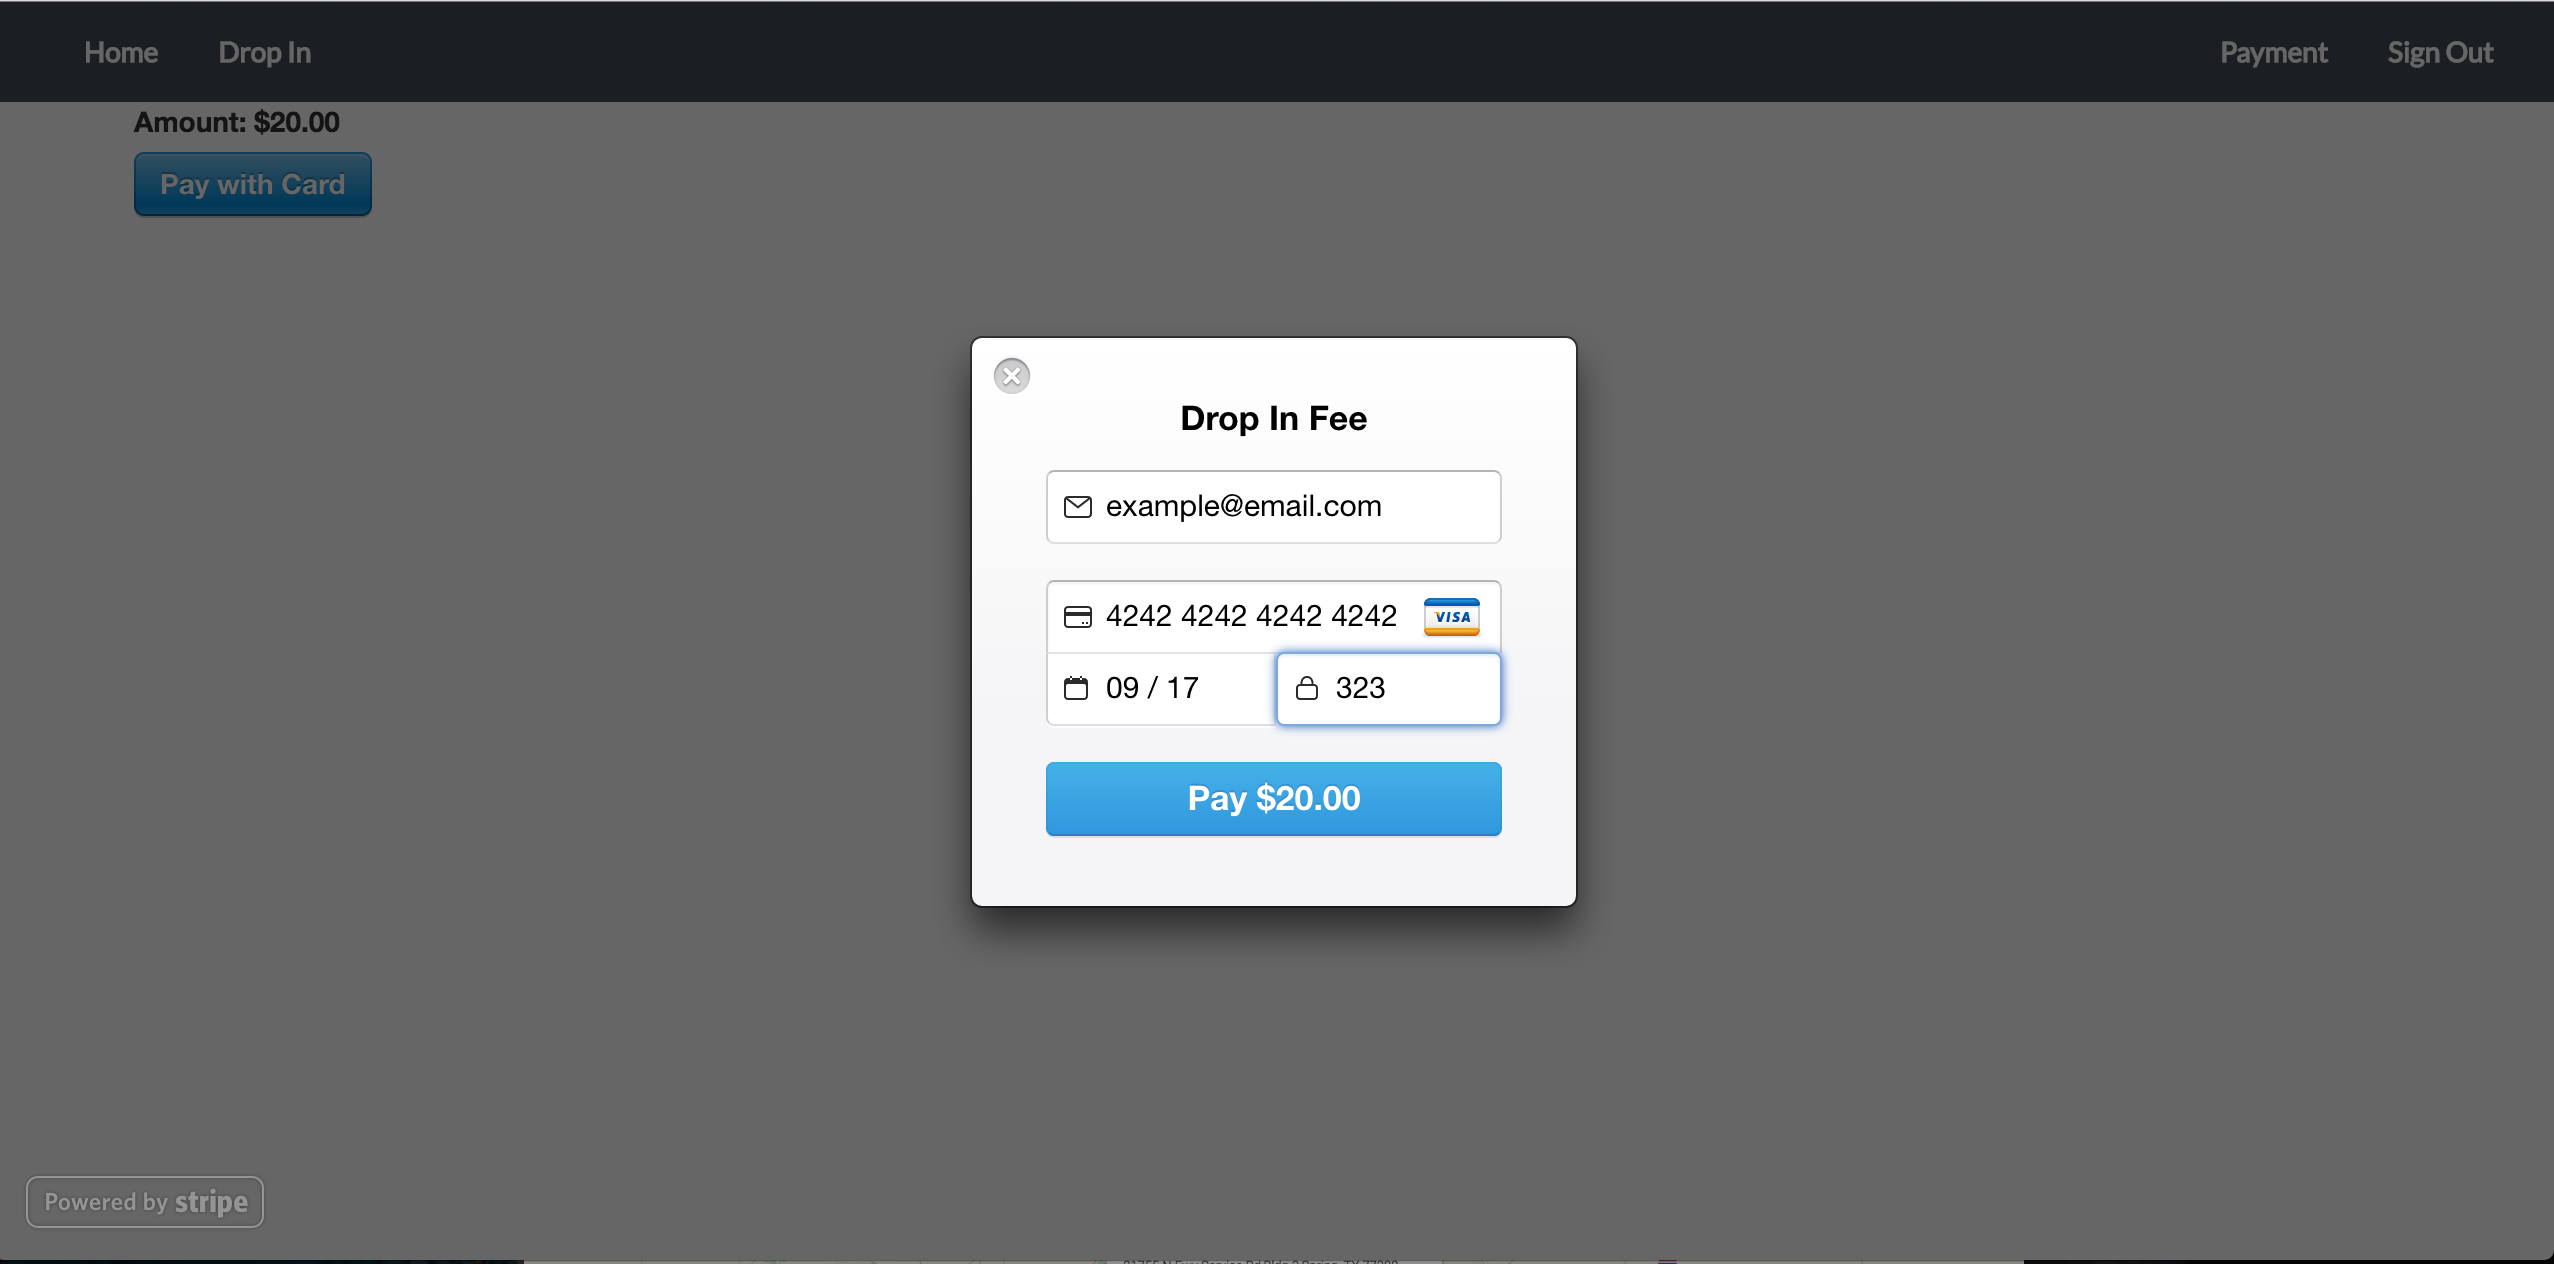 Home Drop In Payment Sign Out
Amount: $20.00
Pay with Card
Drop In Fee
example@email.com
4242 4242 4242 4242 VISA
09 / 17 323
Pay $20.00
Powered by stripe